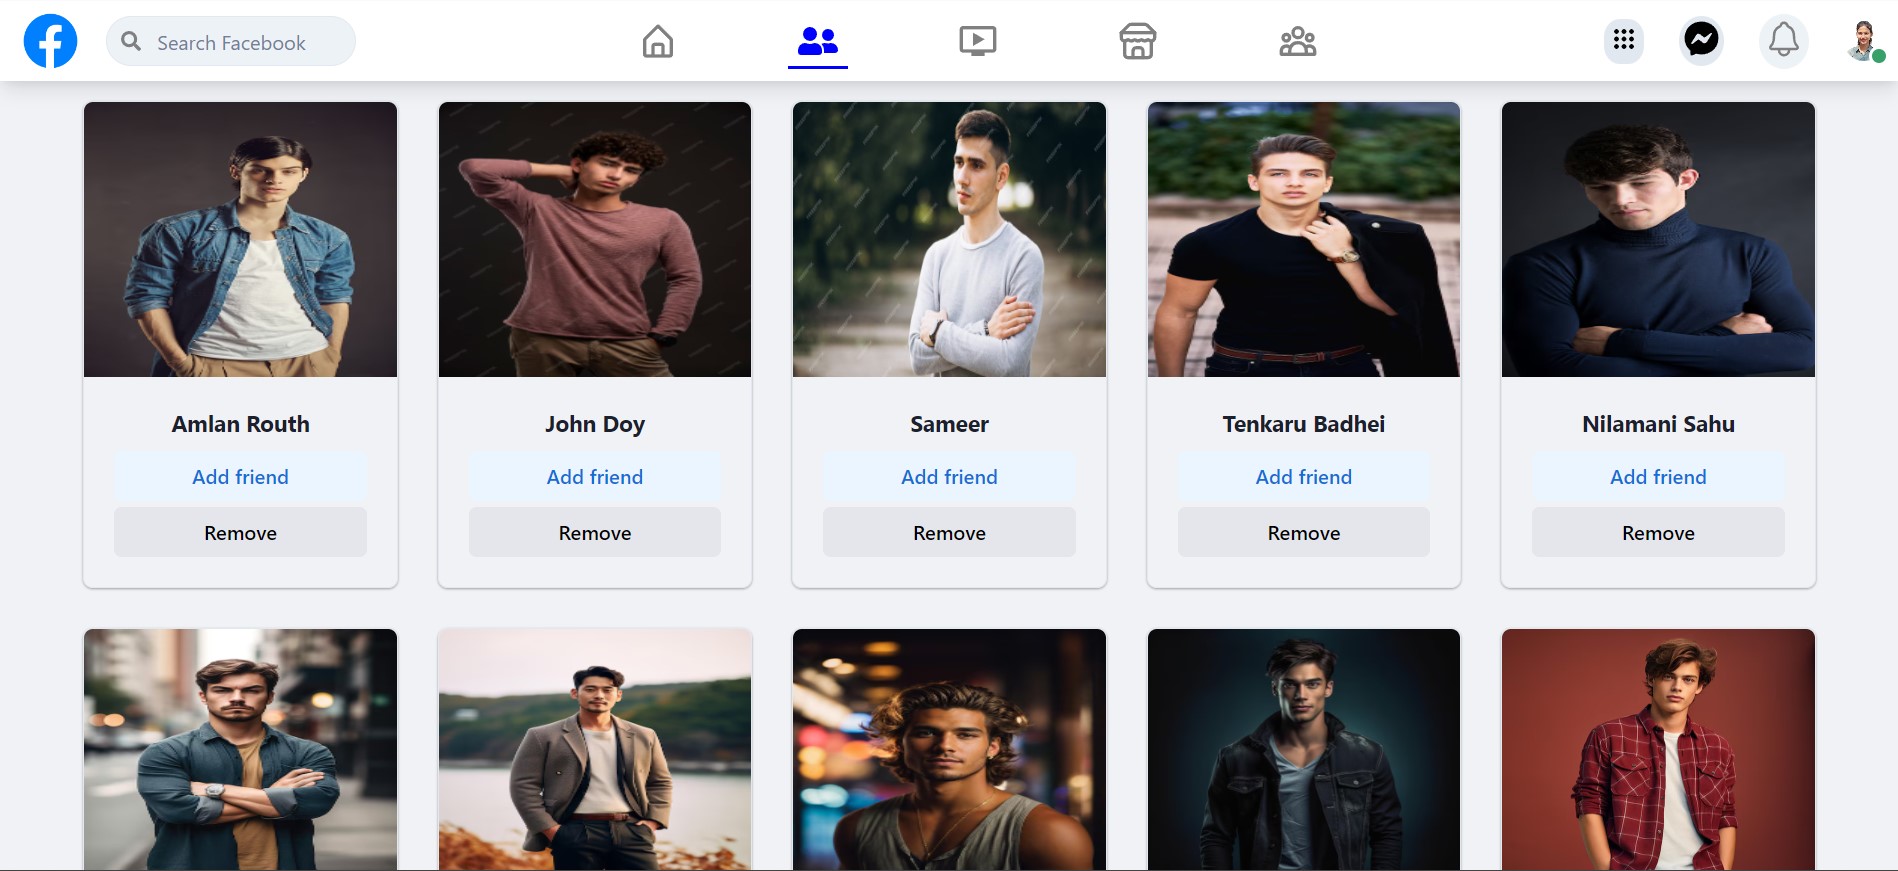 Search Facebook
Amlan Routh
John Doy
Sameer
Tenkaru Badhei
Nilamani Sahu
Add friend
Add friend
Add friend
Add friend
Add friend
Remove
Remove
Remove
Remove
Remove